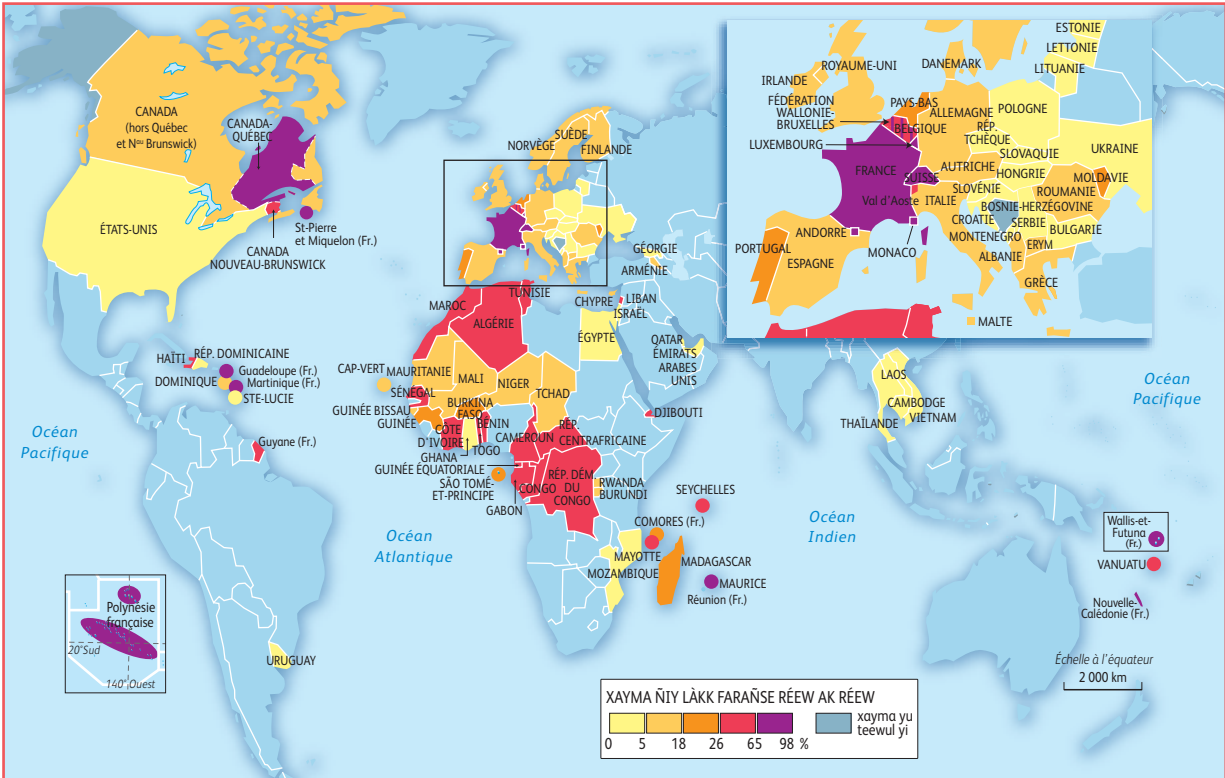 CANADA
(hors Québec
et Nᵉᵃᵘ Brunswick)
CANADA-
QUÉBEC
ÉTATS-UNIS
St-Pierre
et Miquelon (Fr.)
CANADA
NOUVEAU-BRUNSWICK
HAÏTI
RÉP. DOMINICAINE
Guadeloupe (Fr.)
DOMINIQUE
Martinique (Fr.)
STE-LUCIE
Guyane (Fr.)
Océan
Pacifique
Polynésie
française
20°Sud
140° Ouest
URUGUAY
Océan
Atlantique
NORVÈGE
SUÈDE
FINLANDE
GÉORGIE
ARMÉNIE
CHYPRE
LIBAN
ISRAËL
TUNISIE
MAROC
ALGÉRIE
ÉGYPTE
QATAR
ÉMIRATS
ARABES
UNIS
CAP-VERT
MAURITANIE
MALI
NIGER
TCHAD
SÉNÉGAL
GUINÉE BISSAU
GUINÉE
BURKINA
FASO
BÉNIN
CÔTE
D'IVOIRE
GHANA
TOGO
CAMEROUN
RÉP.
CENTRAFRICAINE
DJIBOUTI
GUINÉE ÉQUATORIALE
SÃO TOMÉ-
ET-PRINCIPE
GABON
CONGO
RÉP. DÉM.
DU
CONGO
RWANDA
BURUNDI
SEYCHELLES
COMORES (Fr.)
MAYOTTE
MOZAMBIQUE
MADAGASCAR
MAURICE
Réunion (Fr.)
Océan
Indien
LAOS
CAMBODGE
VIETNAM
THAÏLANDE
Océan
Pacifique
Wallis-et-
Futuna
(Fr.)
VANUATU
Nouvelle-
Calédonie (Fr.)
Échelle à l'équateur
2 000 km
ESTONIE
LETTONIE
LITUANIE
ROYAUME-UNI
DANEMARK
IRLANDE
FÉDÉRATION
WALLONIE-
BRUXELLES
PAYS-BAS
ALLEMAGNE
POLOGNE
BELGIQUE
LUXEMBOURG
RÉP.
TCHÈQUE
SLOVAQUIE
UKRAINE
FRANCE
SUISSE
AUTRICHE
HONGRIE
MOLDAVIE
Val d'Aoste
ITALIE
SLOVÉNIE
ROUMANIE
BOSNIE-HERZÉGOVINE
CROATIE
SERBIE
MONTENEGRO
BULGARIE
ANDORRE
MONACO
PORTUGAL
ESPAGNE
ERYM
ALBANIE
GRÈCE
MALTE
XAYMA ÑIY LÀKK FARAÑSE RÉEW AK RÉEW
0 5 18 26 65 98 %
xayma yu
teewul yi